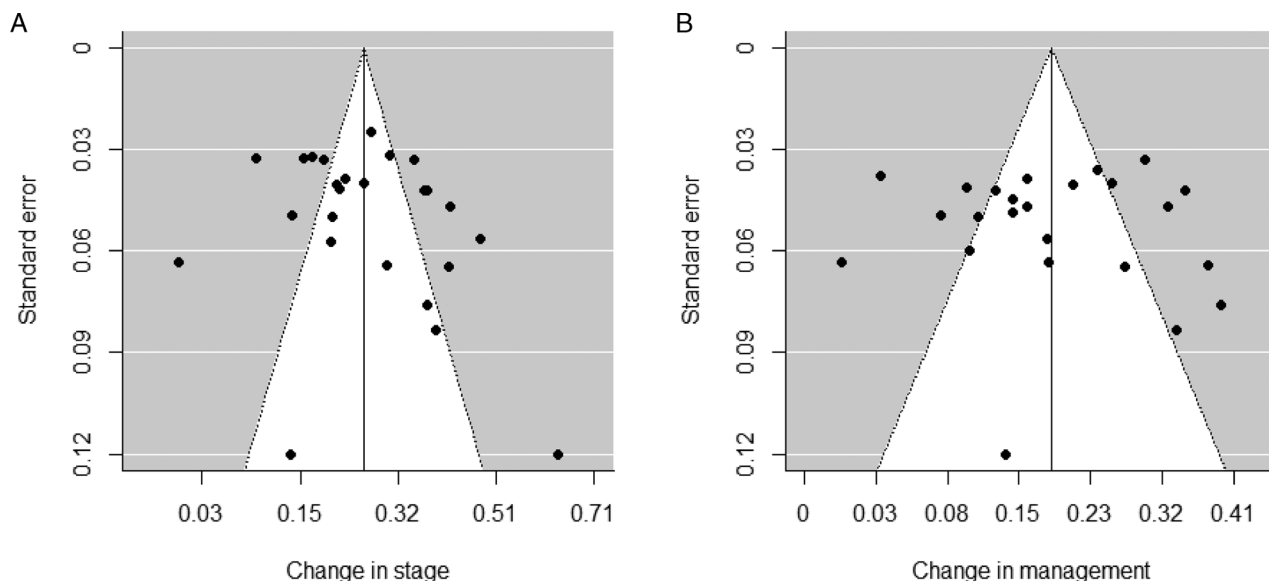 A
Standard error
0
0.03
0.06
0.09
0.12
0.03 0.15 0.32 0.51 0.71
Change in stage
B
Standard error
0
0.03
0.06
0.09
0.12
0 0.03 0.08 0.15 0.23 0.32 0.41
Change in management